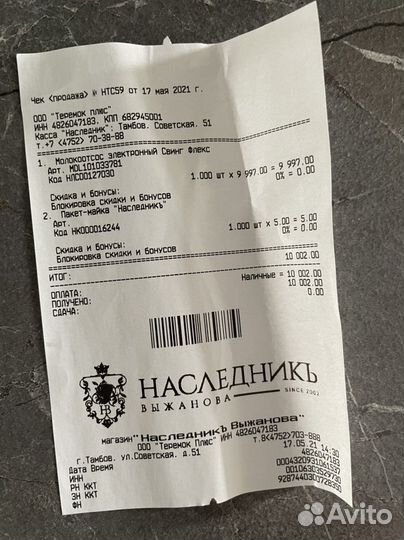 Чек <продажа> № НТС59 от 17 мая 2021 г.
ООО "Теремок плюс"
ИНН 4826047183, КПП 682945001
Касса "Наследник": Тамбов. Советская, 51
т.+7 <4752> 70-38-88
1. Молокоотсос электронный Свинг Флекс
Арт. MDL101033781
Код НЛС00127030
1.000 шт х 9 997.00 = 9 997.00
0% = 0.00
Скидка и бонусы:
Блокировка скидки и бонусов
2. Пакет-майка "Наследникъ"
Арт.
Код НК000016244
1.000 шт х 5.00 = 5.00
0% = 0.00
Скидка и бонусы:
Блокировка скидки и бонусов
ИТОГ: 10 002.00
ОПЛАТА: Наличные = 10 002.00
ПОЛУЧЕНО: 10 002.00
СДАЧА: 0.00
НВ
НАСЛЕДНИКЪ
ВЫЖАНОВА
SINCE 2002
магазин "Наследникъ Выжанова"
ООО "Теремок Плюс" ИНН 4826047183
г.Тамбов. ул.Советская, д.51 т.8(4752)703-888
Дата Время 17.05.21 14:30
ИНН 4826047183
РН ККТ
ЗН ККТ
ФН
Avito